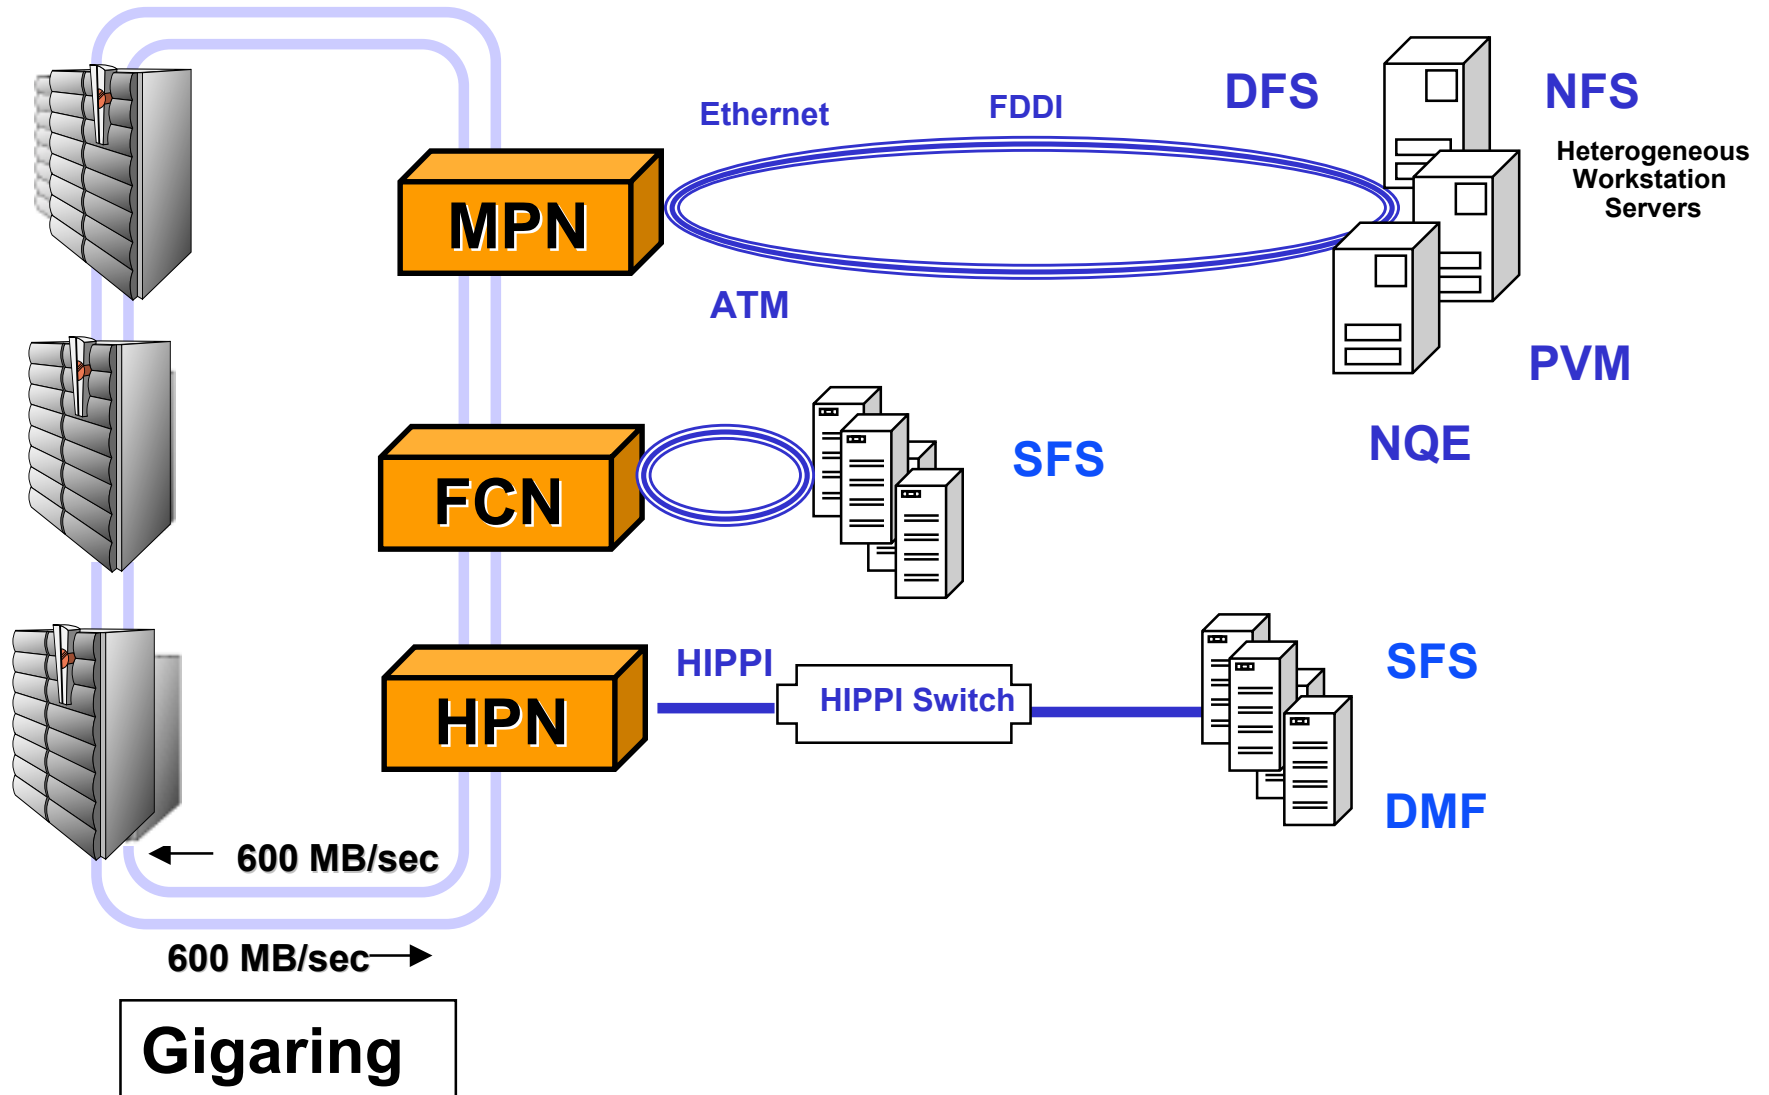 Ethernet
FDDI
DFS
NFS
Heterogeneous
Workstation
Servers
MPN
ATM
PVM
NQE
FCN
SFS
HPN
HIPPI
HIPPI Switch
SFS
DMF
600 MB/sec
600 MB/sec
Gigaring